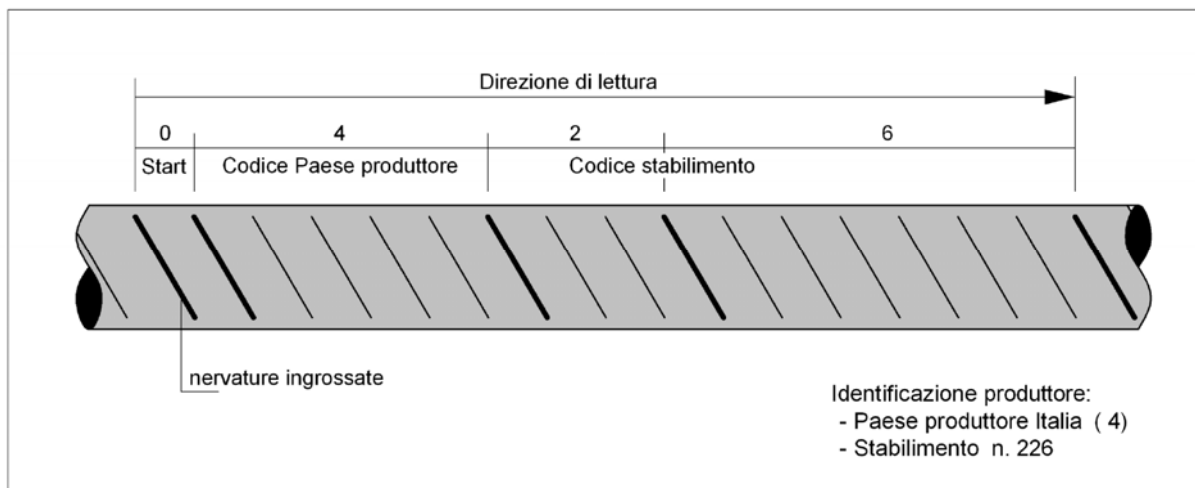 Direzione di lettura
0 4 2 6
Start Codice Paese produttore Codice stabilimento
nervature ingrossate
Identificazione produttore:
- Paese produttore Italia ( 4)
- Stabilimento n. 226